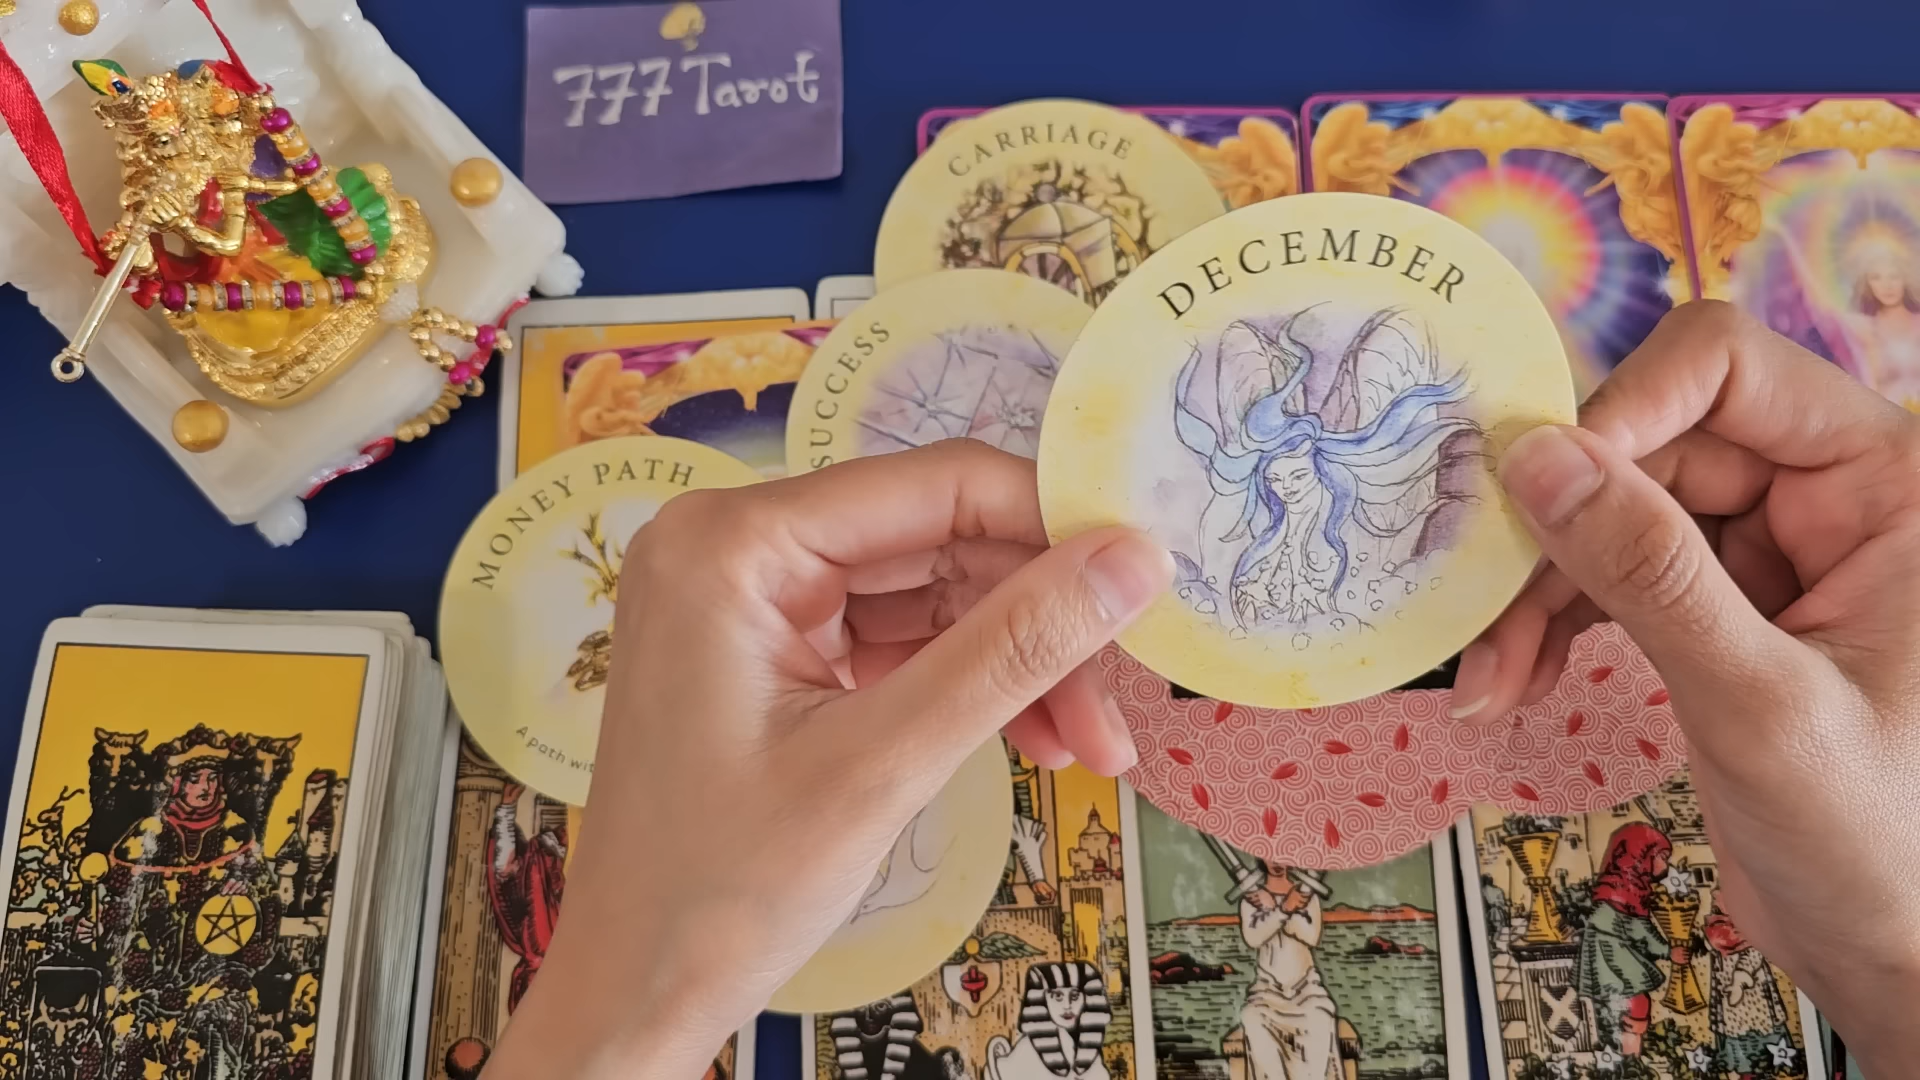 777 Tarot
CARRIAGE
DECEMBER
SUCCESS
MONEY PATH
A path wit